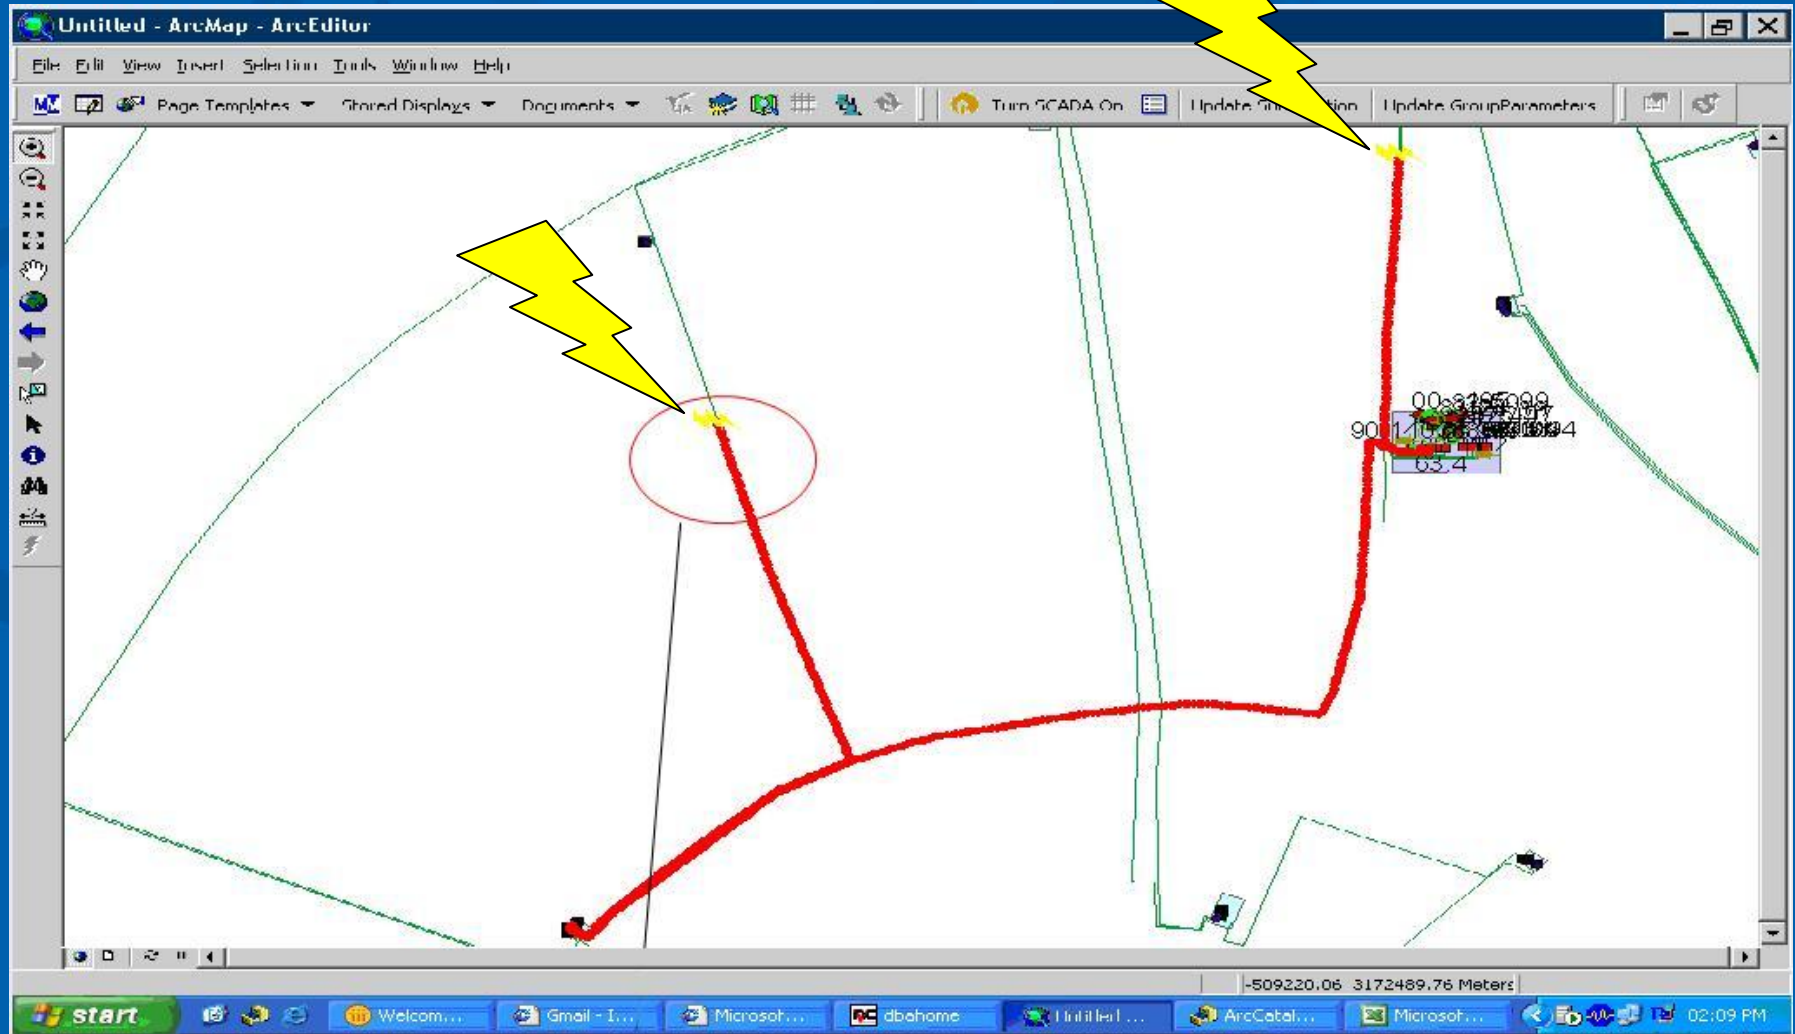 Untitled - ArcMap - ArcEditor
File Edit View Insert Selection Tools Window Help
Page Templates Stored Displays Documents Turn SCADA On Update GroupParameters
63.4
-509220.06 3172489.76 Meters
start Welcom... Gmail - I... Microsof... dbahome Untitled ... ArcCatal... Microsof... 02:09 PM